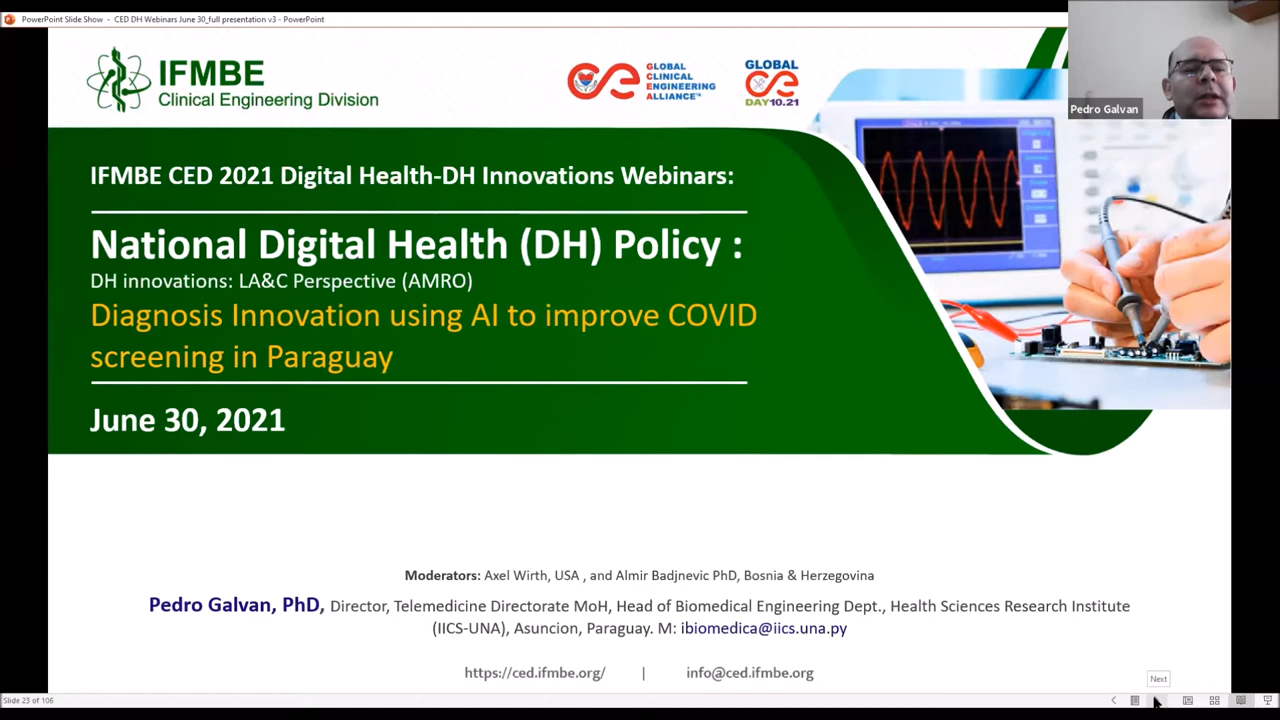 PowerPoint Slide Show - CED DH Webinars June 30_full presentation v3 - PowerPoint
IFMBE
Clinical Engineering Division
GLOBAL
CLINICAL
ENGINEERING
ALLIANCE™
GLOBAL
ce
DAY10.21
Pedro Galvan
IFMBE CED 2021 Digital Health-DH Innovations Webinars:
National Digital Health (DH) Policy :
DH innovations: LA&C Perspective (AMRO)
Diagnosis Innovation using AI to improve COVID
screening in Paraguay
June 30, 2021
Moderators: Axel Wirth, USA , and Almir Badjnevic PhD, Bosnia & Herzegovina
Pedro Galvan, PhD, Director, Telemedicine Directorate MoH, Head of Biomedical Engineering Dept., Health Sciences Research Institute
(IICS-UNA), Asuncion, Paraguay. M: ibiomedica@iics.una.py
https://ced.ifmbe.org/ | info@ced.ifmbe.org
Next
Slide 23 of 106